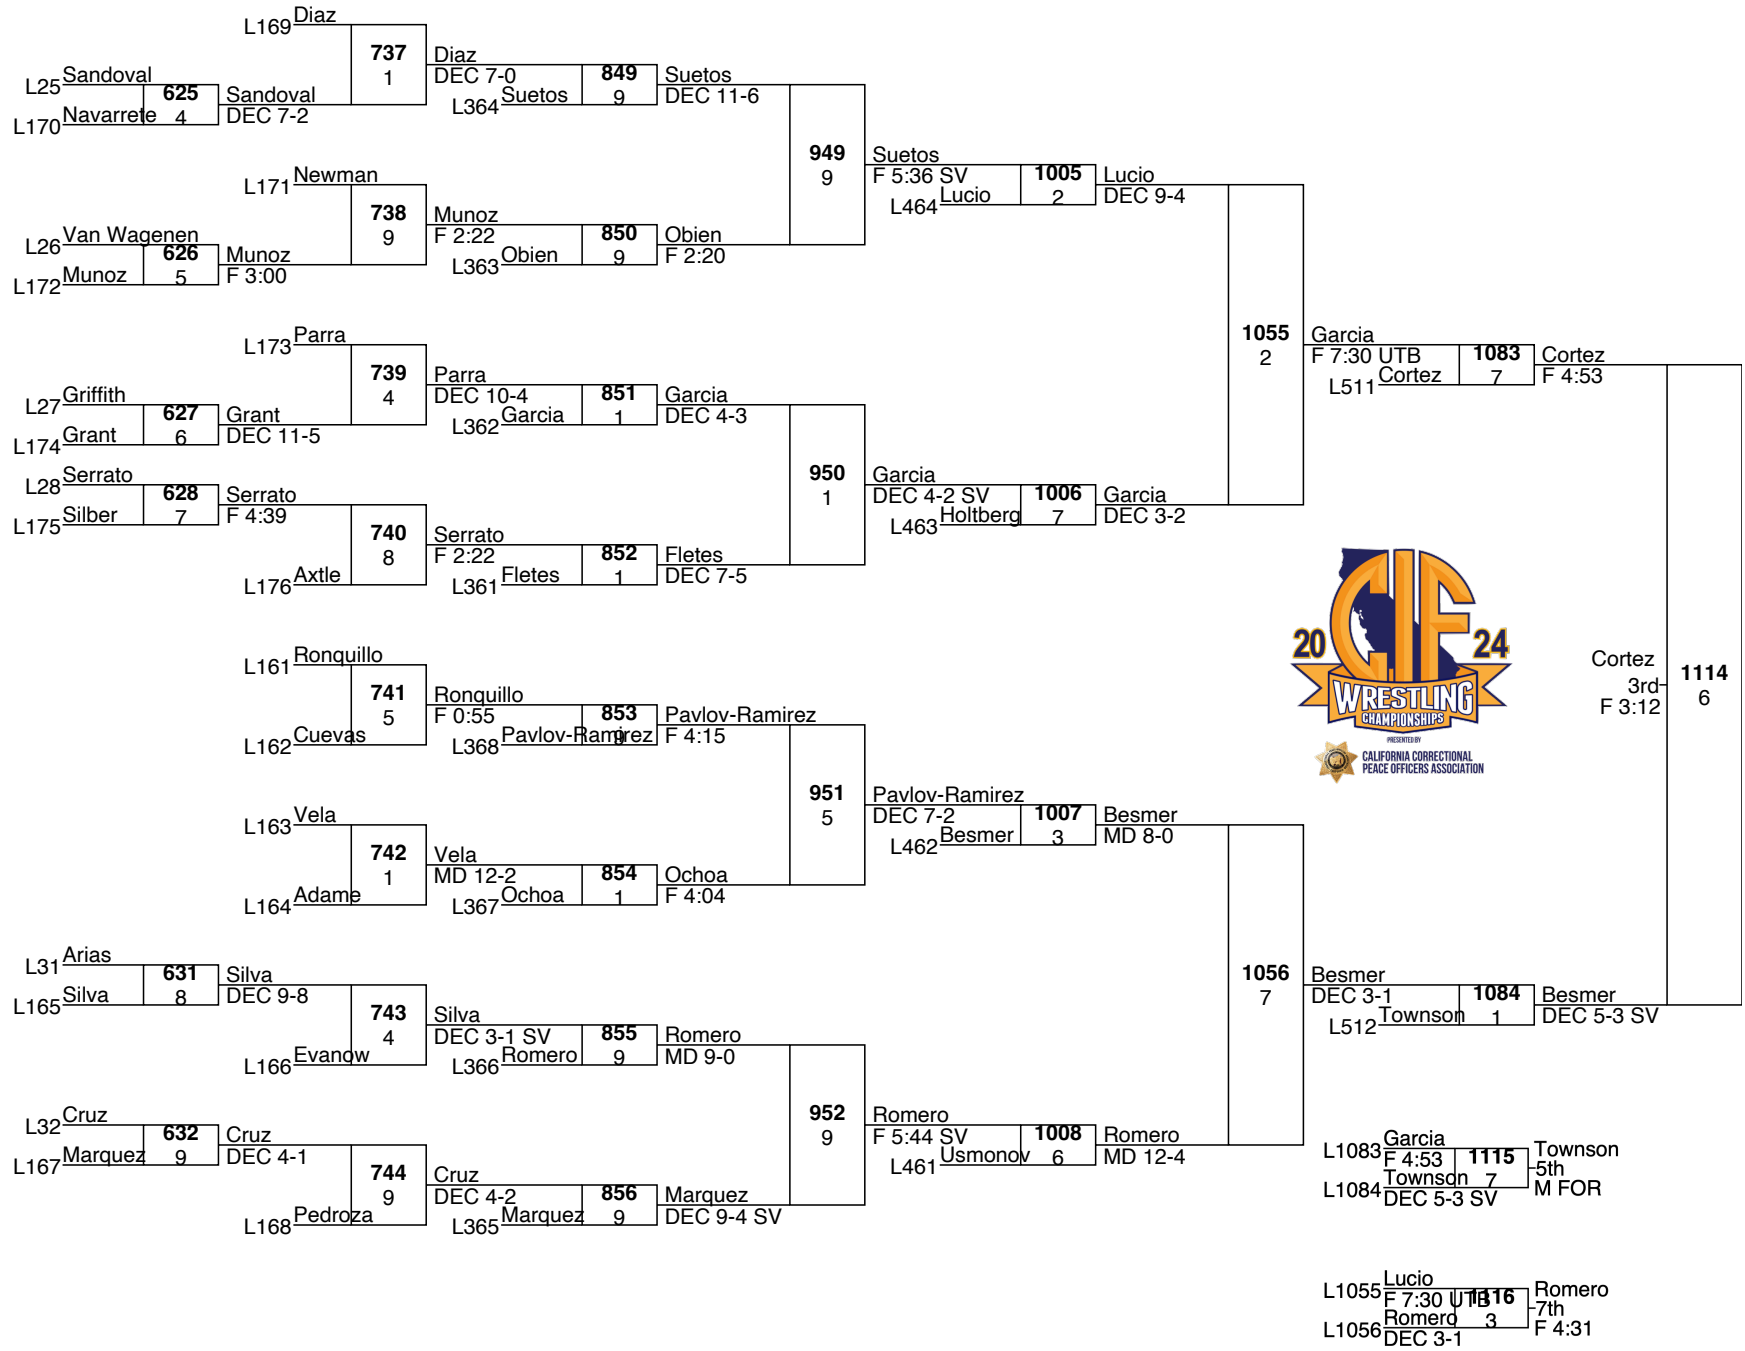 L169 Diaz
737
1
L25 Sandoval
625
4
L170 Navarrete
Sandoval
DEC 7-2
Diaz
DEC 7-0
849
9
L364 Suetos
Suetos
DEC 11-6
L171 Newman
738
9
L26 Van Wagenen
626
5
L172 Munoz
Munoz
F 3:00
Munoz
F 2:22
850
9
L363 Obien
Obien
F 2:20
949
9
Suetos
F 5:36 SV
1005
2
L464 Lucio
Lucio
DEC 9-4
L173 Parra
739
4
L27 Griffith
627
6
L174 Grant
Grant
DEC 11-5
Parra
DEC 10-4
851
1
L362 Garcia
Garcia
DEC 4-3
L28 Serrato
628
7
L175 Silber
Serrato
F 4:39
740
8
L176 Axtle
Serrato
F 2:22
852
1
L361 Fletes
Fletes
DEC 7-5
950
1
Garcia
DEC 4-2 SV
1006
7
L463 Holtberg
Garcia
DEC 3-2
1055
2
Garcia
F 7:30 UTB
1083
7
L511 Cortez
Cortez
F 4:53
20 CIF 24
WRESTLING
CHAMPIONSHIPS
PRESENTED BY
CALIFORNIA CORRECTIONAL
PEACE OFFICERS ASSOCIATION
Cortez
3rd
F 3:12
1114
6
L161 Ronquillo
741
5
L162 Cuevas
Ronquillo
F 0:55
853
9
L368 Pavlov-Ramirez
Pavlov-Ramirez
F 4:15
L163 Vela
742
1
L164 Adame
Vela
MD 12-2
854
1
L367 Ochoa
Ochoa
F 4:04
951
5
Pavlov-Ramirez
DEC 7-2
1007
3
L462 Besmer
Besmer
MD 8-0
L31 Arias
631
8
L165 Silva
Silva
DEC 9-8
743
4
L166 Evanow
Silva
DEC 3-1 SV
855
9
L366 Romero
Romero
MD 9-0
L32 Cruz
632
9
L167 Marquez
Cruz
DEC 4-1
744
9
L168 Pedroza
Cruz
DEC 4-2
856
9
L365 Marquez
Marquez
DEC 9-4 SV
952
9
Romero
F 5:44 SV
1008
6
L461 Usmonov
Romero
MD 12-4
1056
7
Besmer
DEC 3-1
1084
1
L512 Townson
Besmer
DEC 5-3 SV
L1083 Garcia
F 4:53
1115
7
L1084 Townson
DEC 5-3 SV
Townson
5th
M FOR
L1055 Lucio
F 7:30 UTB
1116
3
L1056 Romero
DEC 3-1
Romero
7th
F 4:31